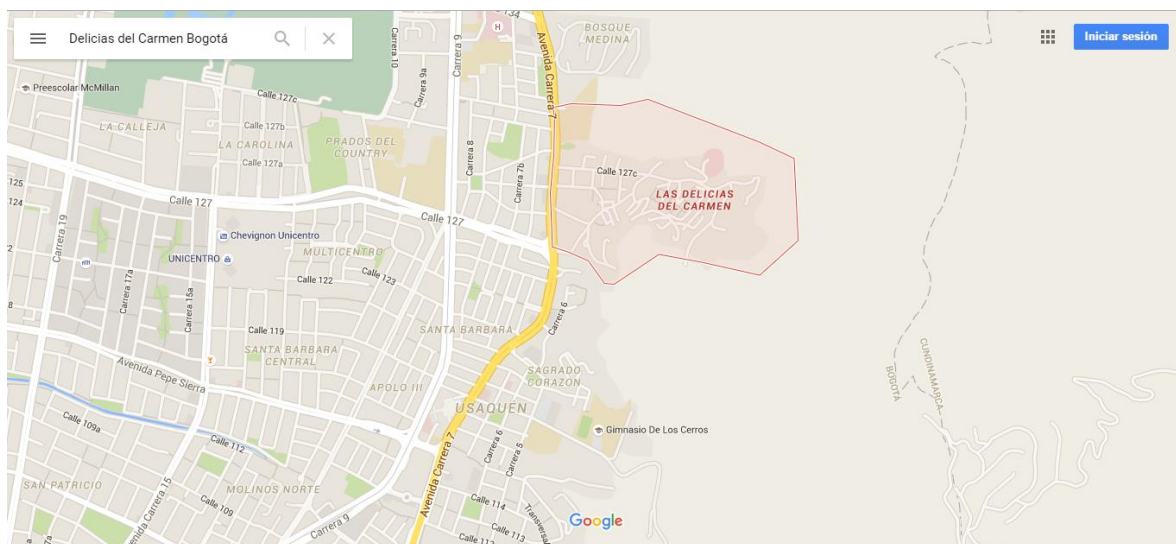 Delicias del Carmen Bogotá
Iniciar sesión
134
BOSQUE
MEDINA
H
Avenida Carrera 7
Carrera 10
Carrera 9a
Carrera 9
Preescolar McMillan
Calle 127c
LA CALLEJA
Calle 127b
LA CAROLINA
Calle 127a
PRADOS DEL
COUNTRY
Carrera 8
Carrera 7b
Calle 127c
LAS DELICIAS
DEL CARMEN
125
124
Calle 127
Calle 127
Carrera 19
Chevignon Unicentro
MULTICENTRO
UNICENTRO
Calle 123
Calle 122
Carrera 17a
Carrera 15a
Calle 119
SANTA BARBARA
Carrera 6
SANTA BARBARA
CENTRAL
Avenida Pepe Sierra
APOLO III
SAGRADO
CORAZON
USAQUÉN
CUNDINAMARCA
BOGOTÁ
Calle 109a
Calle 112
Gimnasio De Los Cerros
Carrera 6
Carrera 5
Avenida Carrera 7
SAN PATRICIO
Carrera 15
MOLINOS NORTE
Calle 109
Calle 114
Carrera 9
Calle 113
Transversal
Google